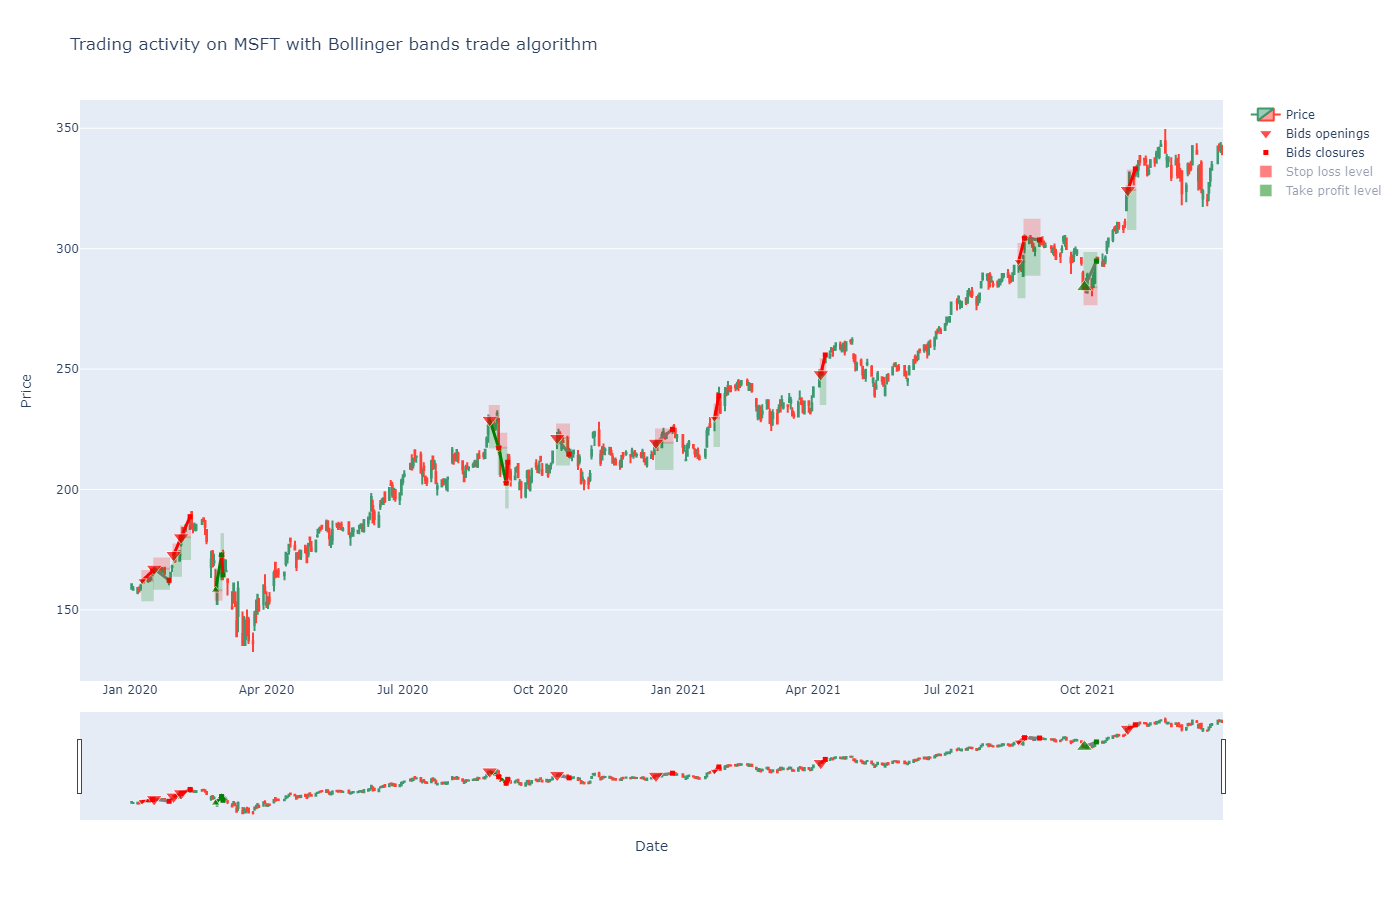 Trading activity on MSFT with Bollinger bands trade algorithm
Price
Bids openings
Bids closures
Stop loss level
Take profit level
350
300
250
200
150
Price
Jan 2020
Apr 2020
Jul 2020
Oct 2020
Jan 2021
Apr 2021
Jul 2021
Oct 2021
Date